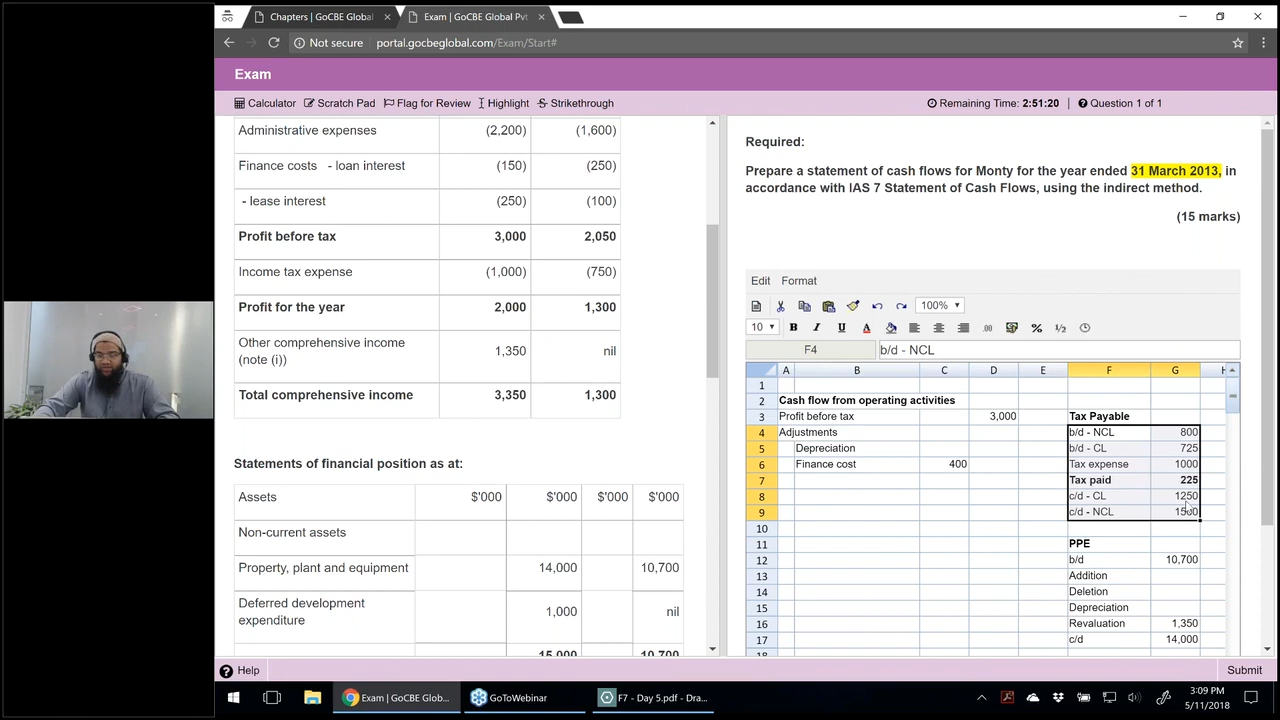 Chapters | GoCBE Global
Exam | GoCBE Global Pvt
Not secure
portal.gocbeglobal.com/Exam/Start#
Exam
Calculator
Scratch Pad
Flag for Review
Highlight
Strikethrough
Remaining Time: 2:51:20
Question 1 of 1
Administrative expenses (2,200) (1,600)
Finance costs - loan interest (150) (250)
- lease interest (250) (100)
Profit before tax 3,000 2,050
Income tax expense (1,000) (750)
Profit for the year 2,000 1,300
Other comprehensive income
(note (i)) 1,350 nil
Total comprehensive income 3,350 1,300
Statements of financial position as at:
Assets $'000 $'000 $'000 $'000
Non-current assets
Property, plant and equipment 14,000 10,700
Deferred development
expenditure 1,000 nil
15,000 10,700
Required:
Prepare a statement of cash flows for Monty for the year ended 31 March 2013, in
accordance with IAS 7 Statement of Cash Flows, using the indirect method.
(15 marks)
Edit Format
100%
10 B I U A .00 % ½
F4 b/d - NCL
A B C D E F G H
1
2 Cash flow from operating activities
3 Profit before tax 3,000 Tax Payable
4 Adjustments b/d - NCL 800
5 Depreciation b/d - CL 725
6 Finance cost 400 Tax expense 1000
7 Tax paid 225
8 c/d - CL 1250
9 c/d - NCL
10
11 PPE
12 b/d 10,700
13 Addition
14 Deletion
15 Depreciation
16 Revaluation 1,350
17 c/d 14,000
18
Help
Submit
Exam | GoCBE Glob...
GoToWebinar
F7 - Day 5.pdf - Dra...
3:09 PM
5/11/2018